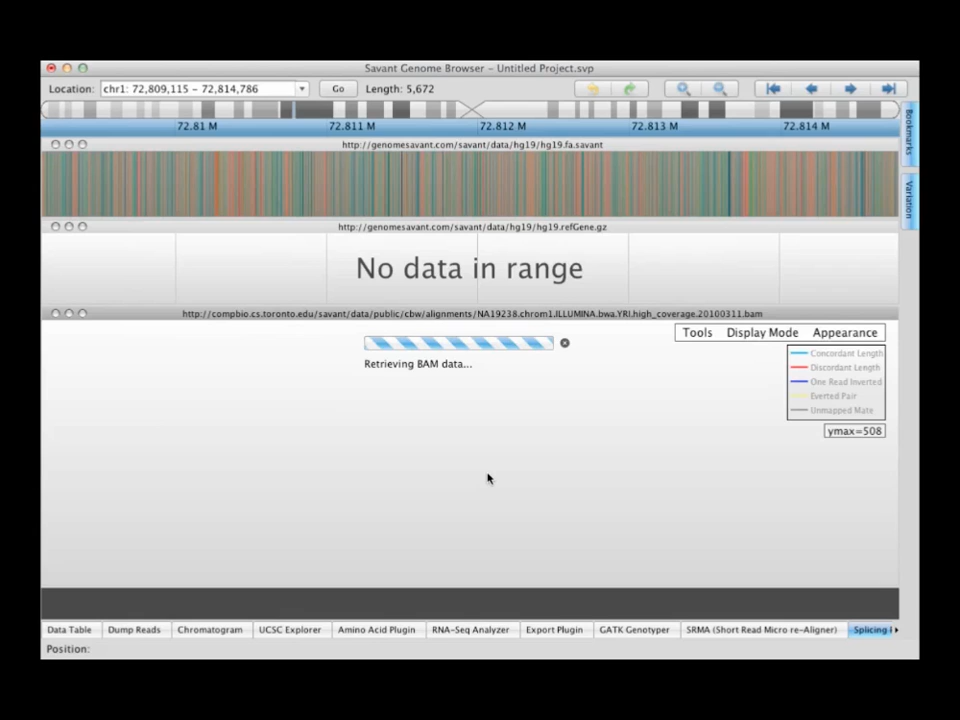 Savant Genome Browser - Untitled Project.svp
Location: chr1: 72,809,115 - 72,814,786 Go Length: 5,672
72.81 M 72.811 M 72.812 M 72.813 M 72.814 M
Bookmarks
http://genomesavant.com/savant/data/hg19/hg19.fa.savant
Variation
http://genomesavant.com/savant/data/hg19/hg19.refGene.gz
No data in range
http://compbio.cs.toronto.edu/savant/data/public/cbw/alignments/NA19238.chrom1.ILLUMINA.bwa.YRI.high_coverage.20100311.bam
Tools Display Mode Appearance
Retrieving BAM data...
Concordant Length
Discordant Length
One Read Inverted
Everted Pair
Unmapped Mate
ymax=508
Data Table Dump Reads Chromatogram UCSC Explorer Amino Acid Plugin RNA-Seq Analyzer Export Plugin GATK Genotyper SRMA (Short Read Micro re-Aligner) Splicing
Position: